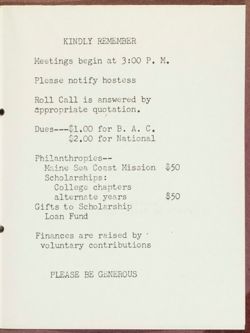 KINDLY REMEMBER
Meetings begin at 3:00 P. M.
Please notify hostess
Roll Call is answered by
appropriate quotation.
Dues---$1.00 for B. A. C.
$2.00 for National
Philanthropies--
Maine Sea Coast Mission $50
Scholarships:
College chapters
alternate years $50
Gifts to Scholarship
Loan Fund
Finances are raised by
voluntary contributions
PLEASE BE GENEROUS